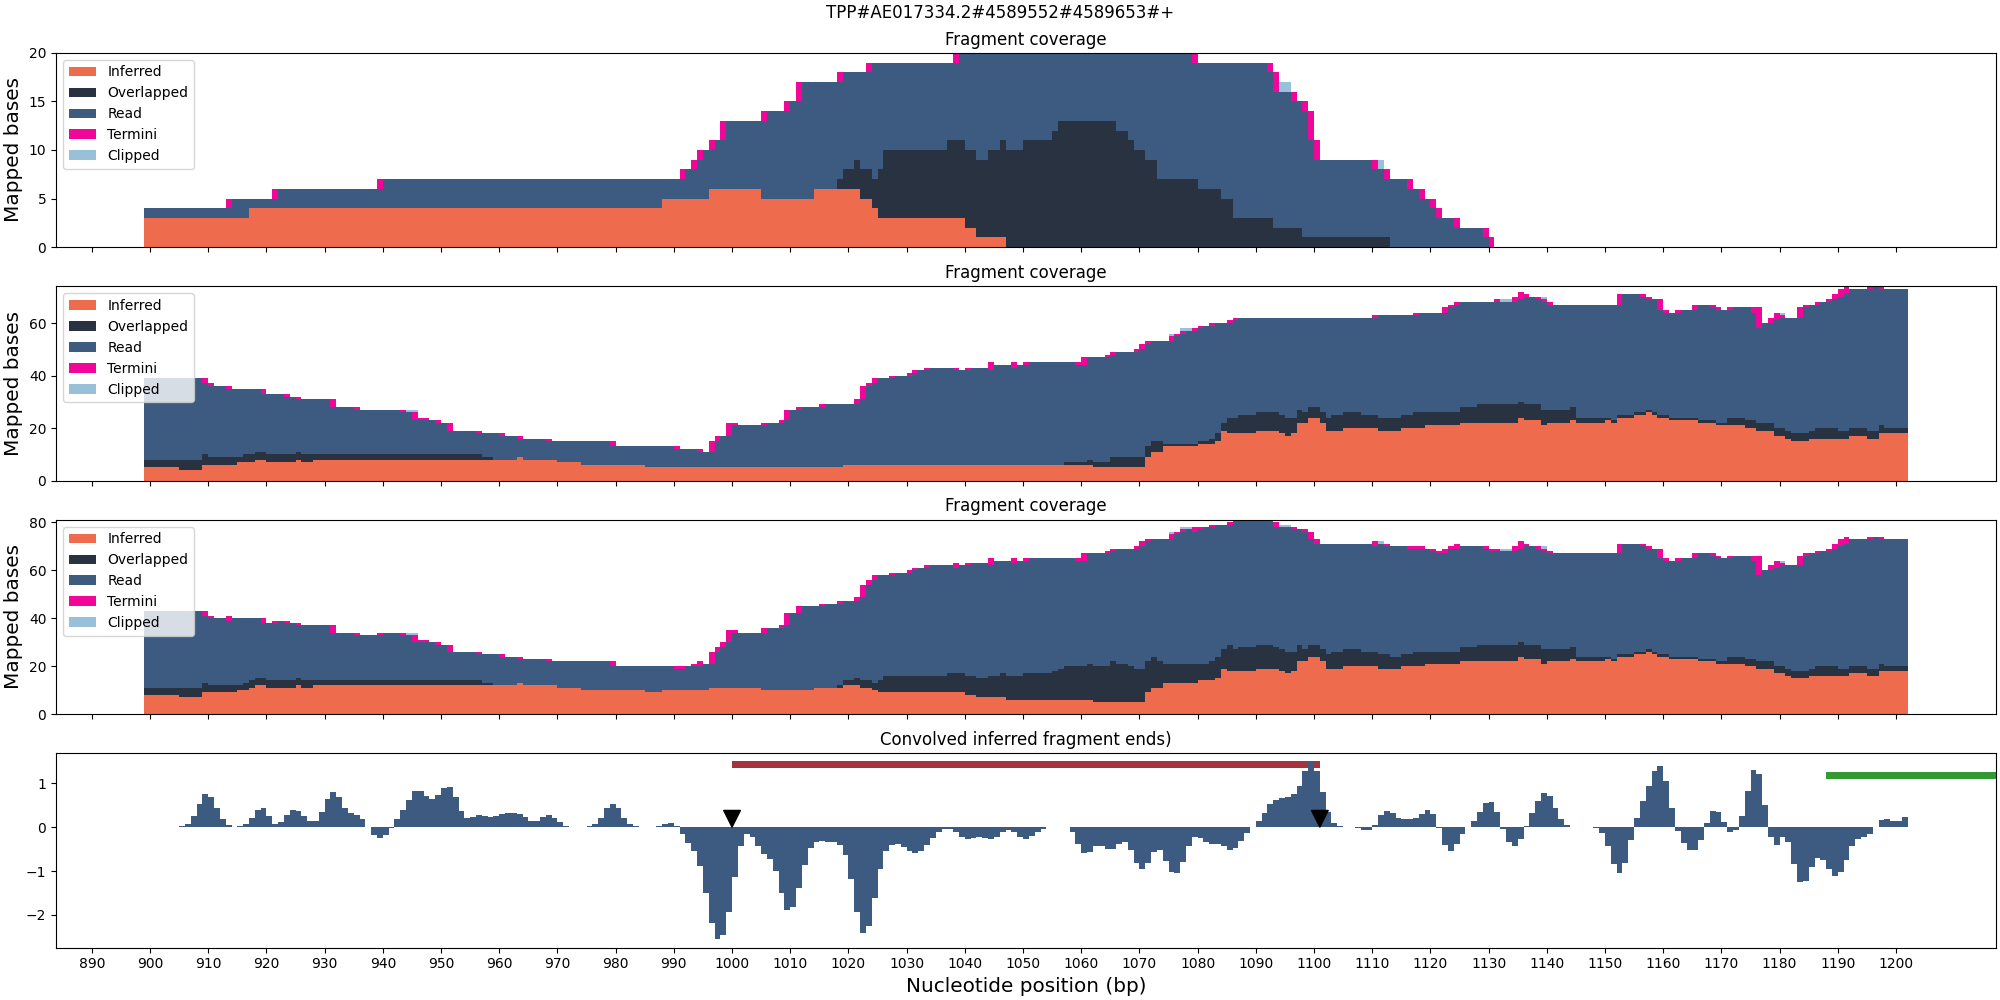 TPP#AE017334.2#4589552#4589653#+
Fragment coverage
Mapped bases
20
15
10
5
0
Inferred
Overlapped
Read
Termini
Clipped
Fragment coverage
Mapped bases
60
40
20
0
Inferred
Overlapped
Read
Termini
Clipped
Fragment coverage
Mapped bases
80
60
40
20
0
Inferred
Overlapped
Read
Termini
Clipped
Convolved inferred fragment ends)
1
0
−1
−2
890 900 910 920 930 940 950 960 970 980 990 1000 1010 1020 1030 1040 1050 1060 1070 1080 1090 1100 1110 1120 1130 1140 1150 1160 1170 1180 1190 1200
Nucleotide position (bp)